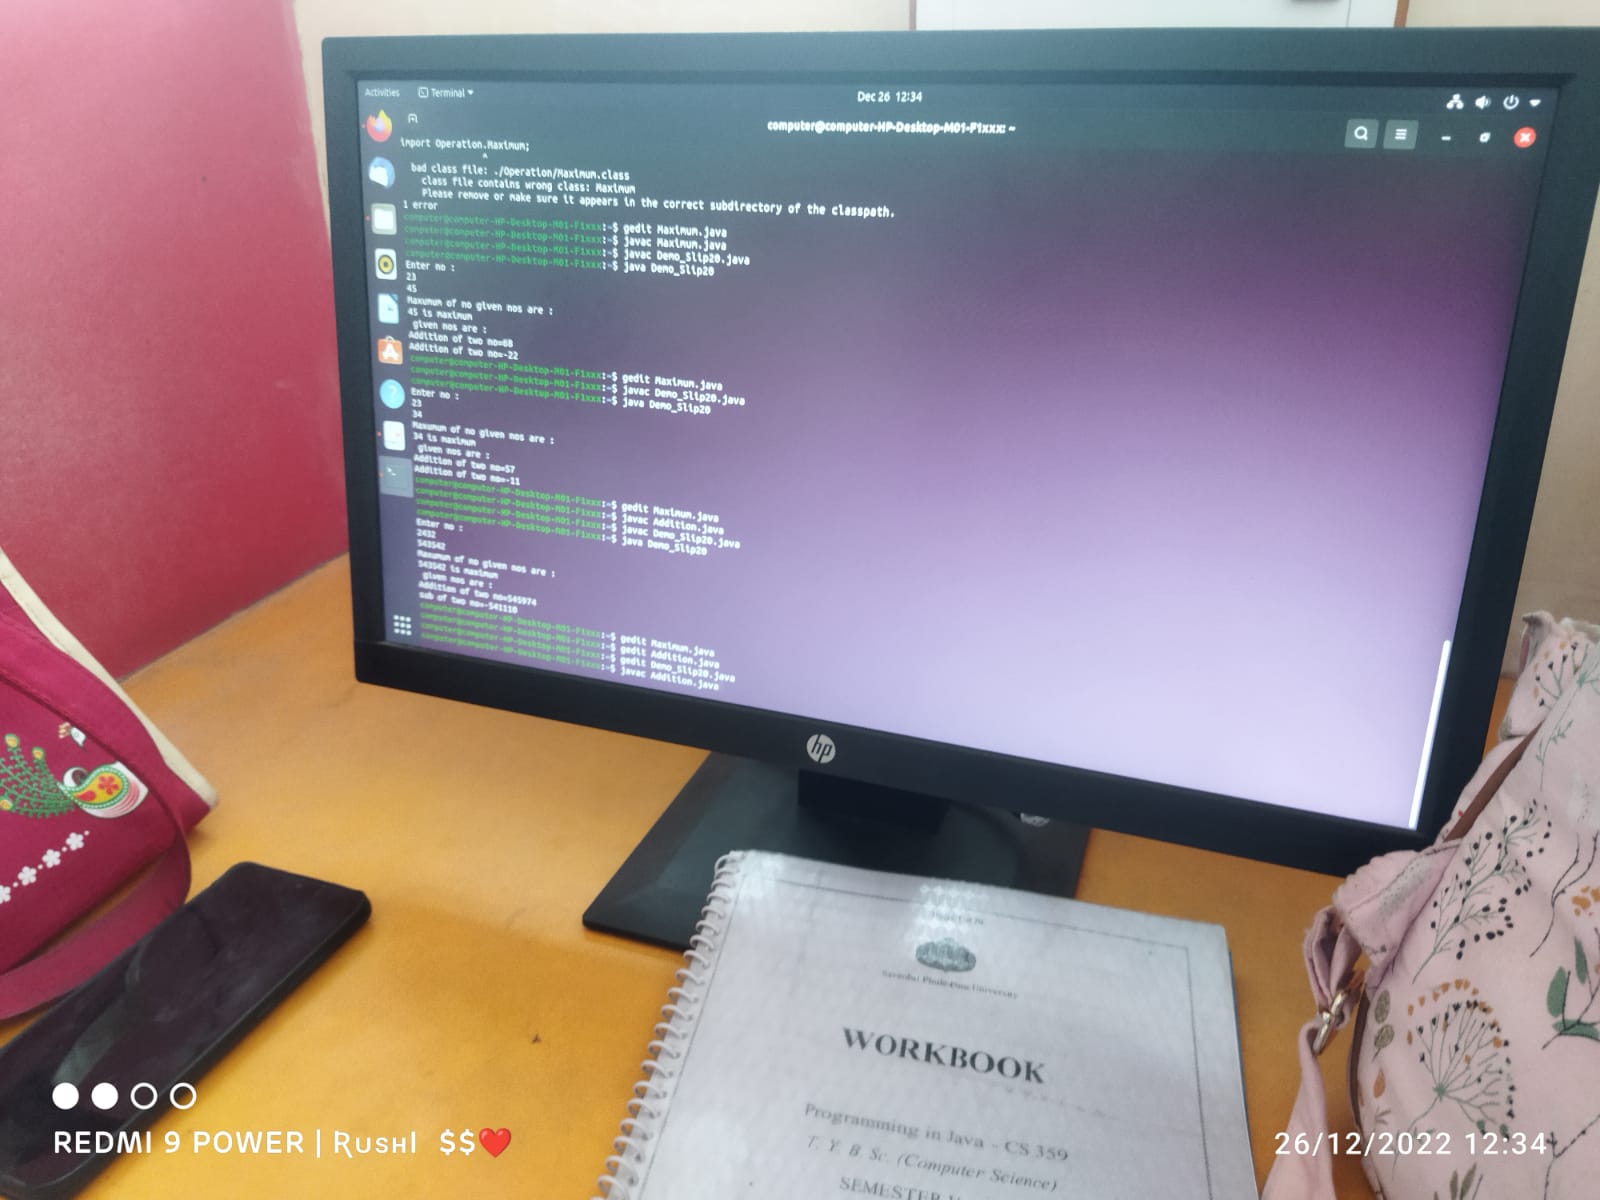 Activities Terminal Dec 26 12:34
computer@computer-HP-Desktop-M01-F1xxx: ~
import Operation.Maximum;
^
bad class file: ./Operation/Maximum.class
class file contains wrong class: Maximum
Please remove or make sure it appears in the correct subdirectory of the classpath.
1 error
computer@computer-HP-Desktop-M01-F1xxx:~$ gedit Maximum.java
computer@computer-HP-Desktop-M01-F1xxx:~$ javac Maximum.java
computer@computer-HP-Desktop-M01-F1xxx:~$ javac Demo_Slip20.java
computer@computer-HP-Desktop-M01-F1xxx:~$ java Demo_Slip20
Enter no :
23
45
Maxumum of no given nos are :
45 is maximum
given nos are :
Addition of two no=68
Addition of two no=-22
computer@computer-HP-Desktop-M01-F1xxx:~$ gedit Maximum.java
computer@computer-HP-Desktop-M01-F1xxx:~$ javac Demo_Slip20.java
computer@computer-HP-Desktop-M01-F1xxx:~$ java Demo_Slip20
Enter no :
23
34
Maxumum of no given nos are :
34 is maximum
given nos are :
Addition of two no=57
Addition of two no=-11
computer@computer-HP-Desktop-M01-F1xxx:~$ gedit Maximum.java
computer@computer-HP-Desktop-M01-F1xxx:~$ javac Addition.java
computer@computer-HP-Desktop-M01-F1xxx:~$ javac Demo_Slip20.java
computer@computer-HP-Desktop-M01-F1xxx:~$ java Demo_Slip20
Enter no :
2432
543542
Maxumum of no given nos are :
543542 is maximum
given nos are :
Addition of two no=545974
sub of two no=-541110
computer@computer-HP-Desktop-M01-F1xxx:~$ gedit Maximum.java
computer@computer-HP-Desktop-M01-F1xxx:~$ gedit Addition.java
computer@computer-HP-Desktop-M01-F1xxx:~$ gedit Demo_Slip20.java
computer@computer-HP-Desktop-M01-F1xxx:~$ javac Addition.java
hp
Savitribai Phule Pune University
WORKBOOK
Programming in Java - CS 359
T. Y. B. Sc. (Computer Science)
SEMESTER
REDMI 9 POWER | RUSHI $$❤️
26/12/2022 12:34